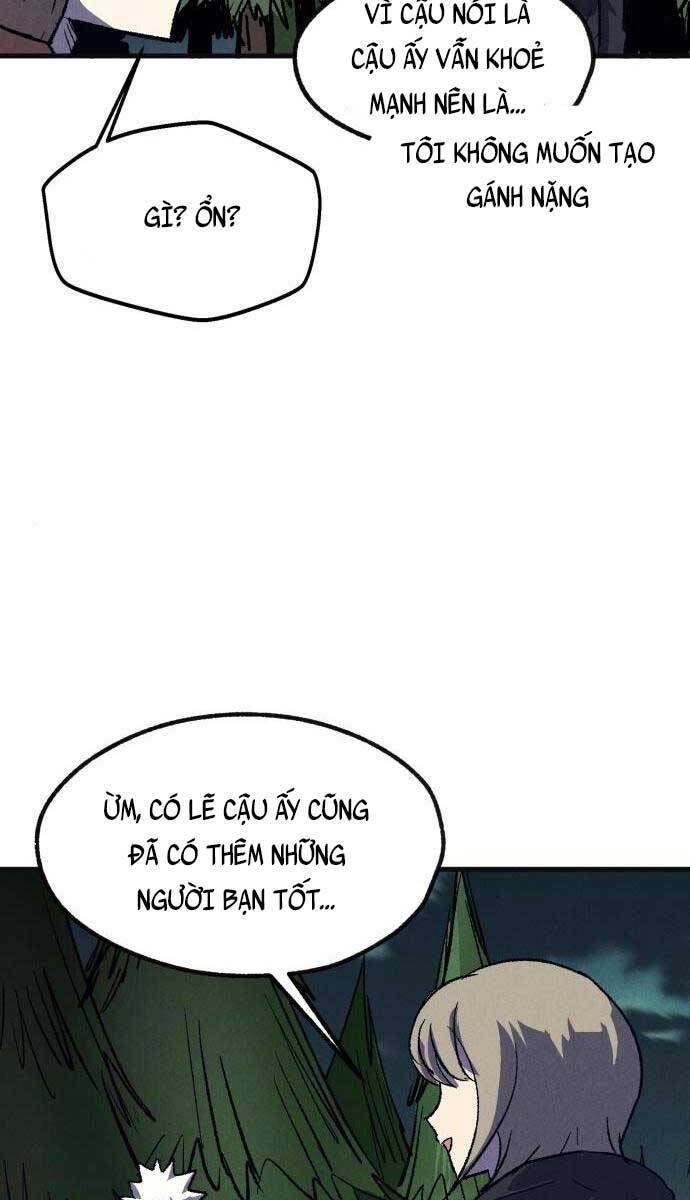 VÌ CẬU NÓI LÀ
CẬU ẤY VẪN KHOẺ
MẠNH NÊN LÀ...
TÔI KHÔNG MUỐN TẠO
GÁNH NẶNG
GÌ? ỔN?
ỪM, CÓ LẼ CẬU ẤY CŨNG
ĐÃ CÓ THÊM NHỮNG
NGƯỜI BẠN TỐT...